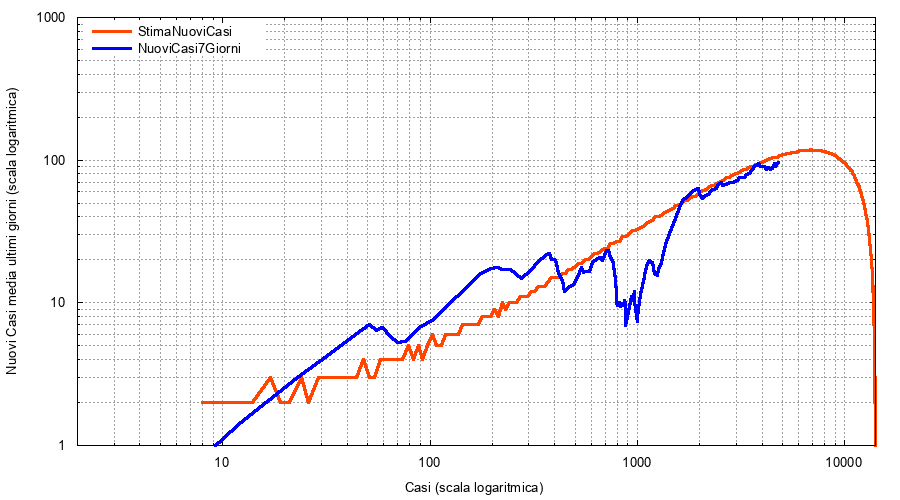 1000
StimaNuoviCasi
NuoviCasi7Giorni
100
10
1
Nuovi Casi media ultimi giorni (scala logaritmica)
10
100
1000
10000
Casi (scala logaritmica)